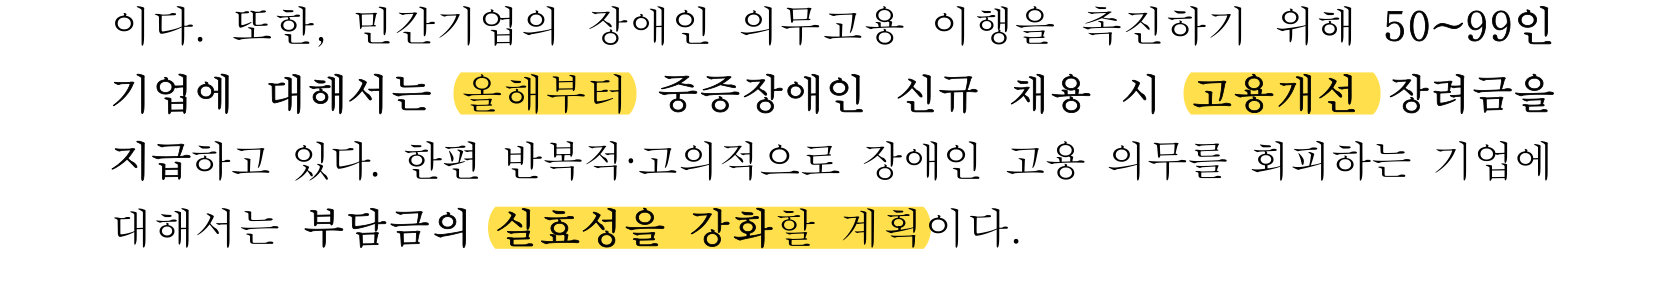 이다. 또한, 민간기업의 장애인 의무고용 이행을 촉진하기 위해 50~99인
기업에 대해서는 올해부터 중증장애인 신규 채용 시 고용개선 장려금을
지급하고 있다. 한편 반복적·고의적으로 장애인 고용 의무를 회피하는 기업에
대해서는 부담금의 실효성을 강화할 계획이다.